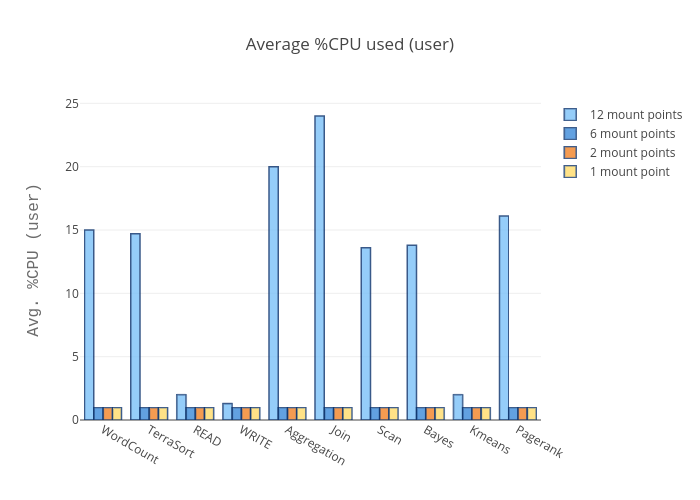 Average %CPU used (user)
12 mount points
6 mount points
2 mount points
1 mount point
Avg. %CPU (user)
25
20
15
10
5
0
WordCount
TerraSort
READ
WRITE
Aggregation
Join
Scan
Bayes
Kmeans
Pagerank